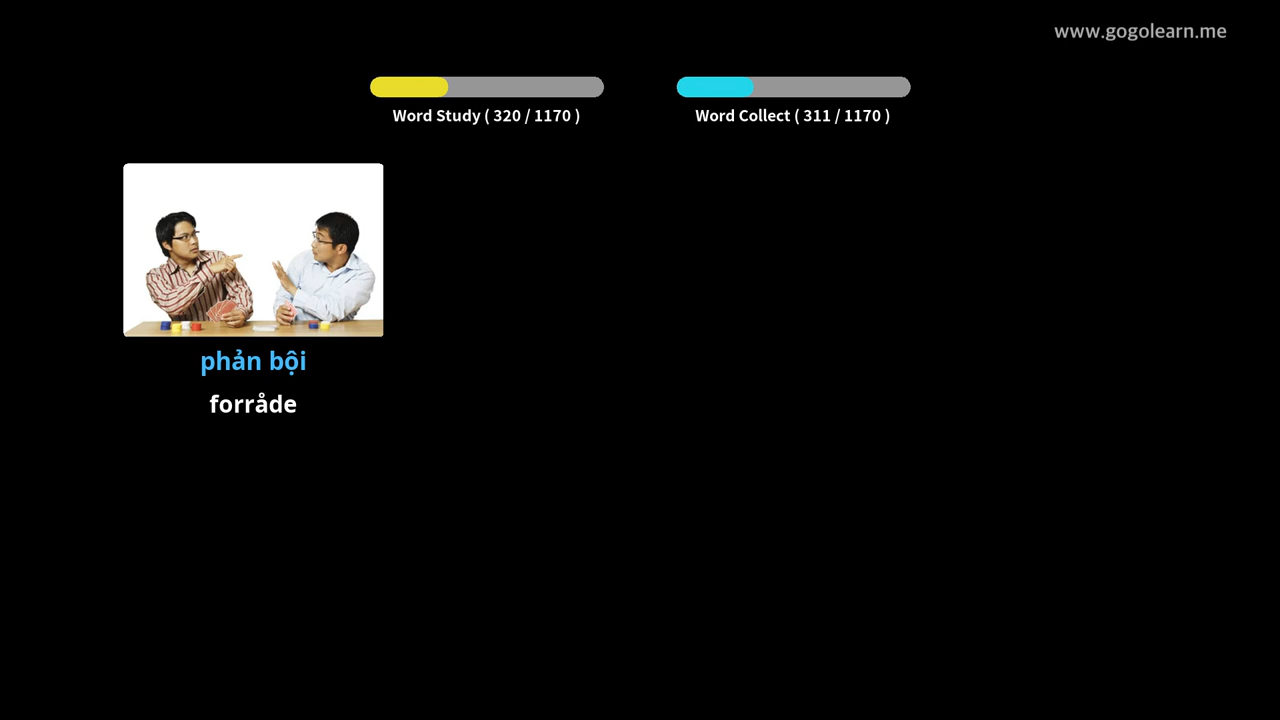 www.gogolearn.me
Word Study ( 320 / 1170 )
Word Collect ( 311 / 1170 )
phản bội
forråde